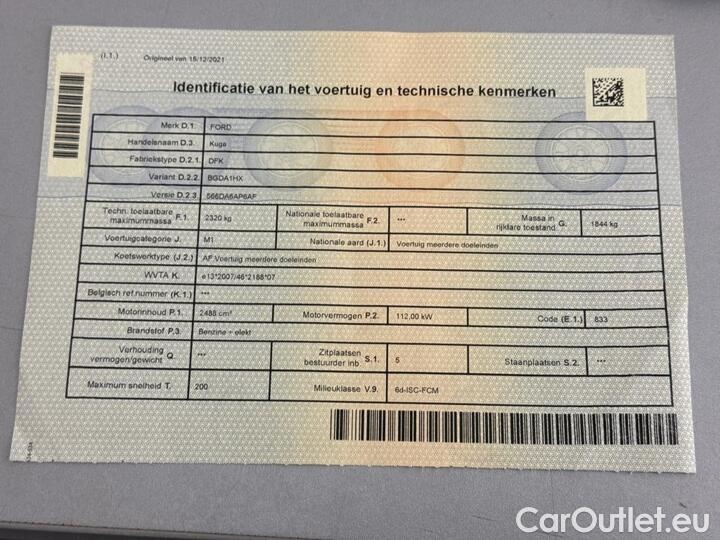 (I.1.) Origineel van 15/12/2021
Identificatie van het voertuig en technische kenmerken
Merk D.1. FORD
Handelsnaam D.3. Kuga
Fabriekstype D.2.1. DFK
Variant D.2.2. BGDA1HX
Versie D.2.3. 566DA6AP6AF
Techn. toelaatbare maximummassa F.1. 2320 kg Nationale toelaatbare maximummassa F.2. *** Massa in rijklare toestand G. 1844 kg
Voertuigcategorie J. M1 Nationale aard (J.1.) Voertuig meerdere doeleinden
Koetswerktype (J.2.) AF Voertuig meerdere doeleinden
WVTA K. e13*2007/46*2188*07
Belgisch ref.nummer (K.1.) ***
Motorinhoud P.1. 2488 cm³ Motorvermogen P.2. 112,00 kW Code (E.1.) 833
Brandstof P.3. Benzine + elekt
Verhouding vermogen/gewicht Q. *** Zitplaatsen bestuurder inb. S.1. 5 Staanplaatsen S.2. ***
Maximum snelheid T. 200 Milieuklasse V.9. 6d-ISC-FCM
CarOutlet.eu